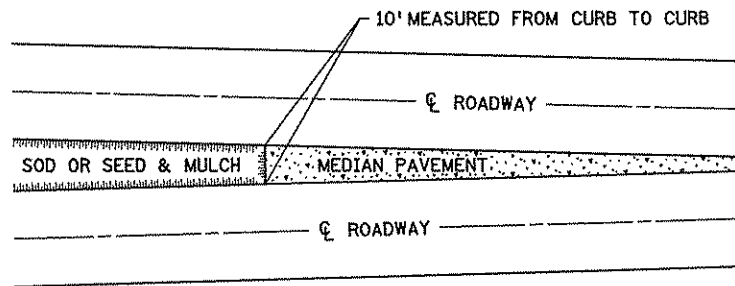 10' MEASURED FROM CURB TO CURB
℄ ROADWAY
SOD OR SEED & MULCH
MEDIAN PAVEMENT
℄ ROADWAY